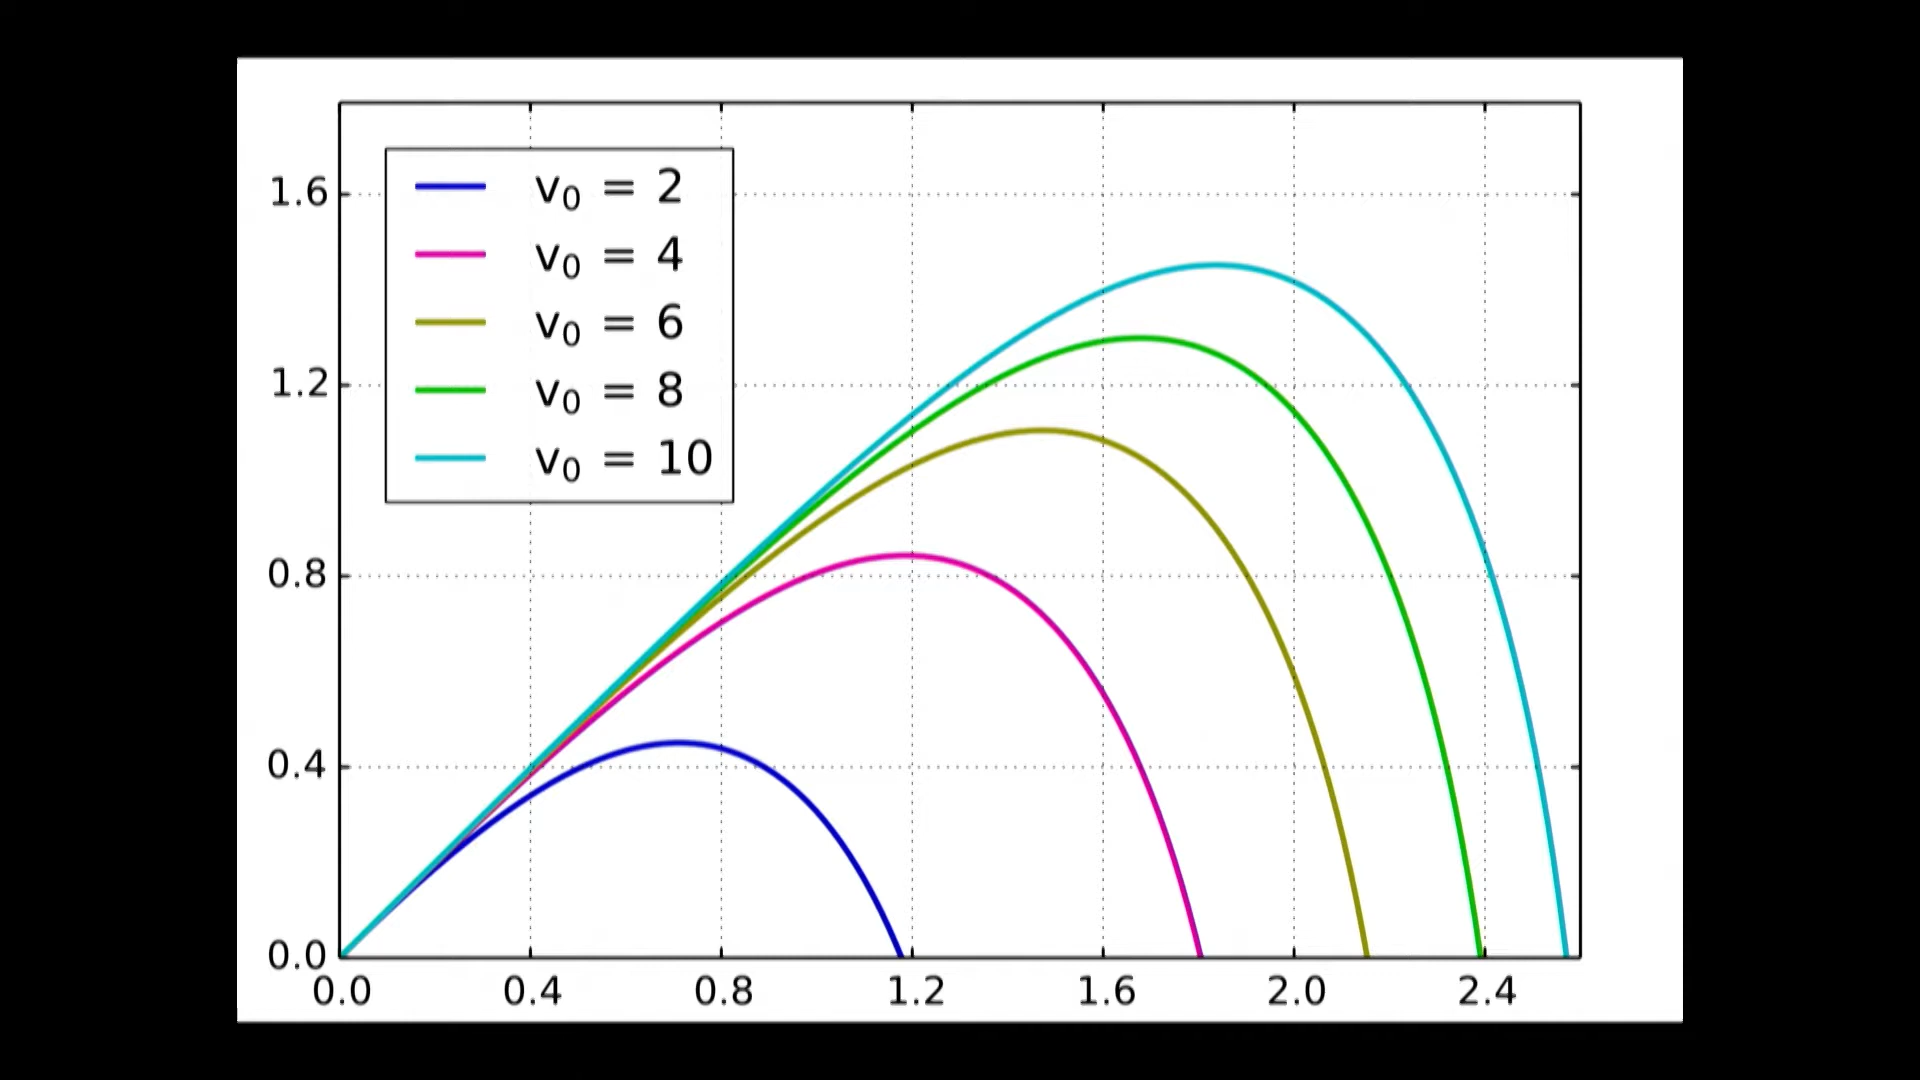 1.6
1.2
0.8
0.4
0.0
v₀ = 2
v₀ = 4
v₀ = 6
v₀ = 8
v₀ = 10
0.0 0.4 0.8 1.2 1.6 2.0 2.4